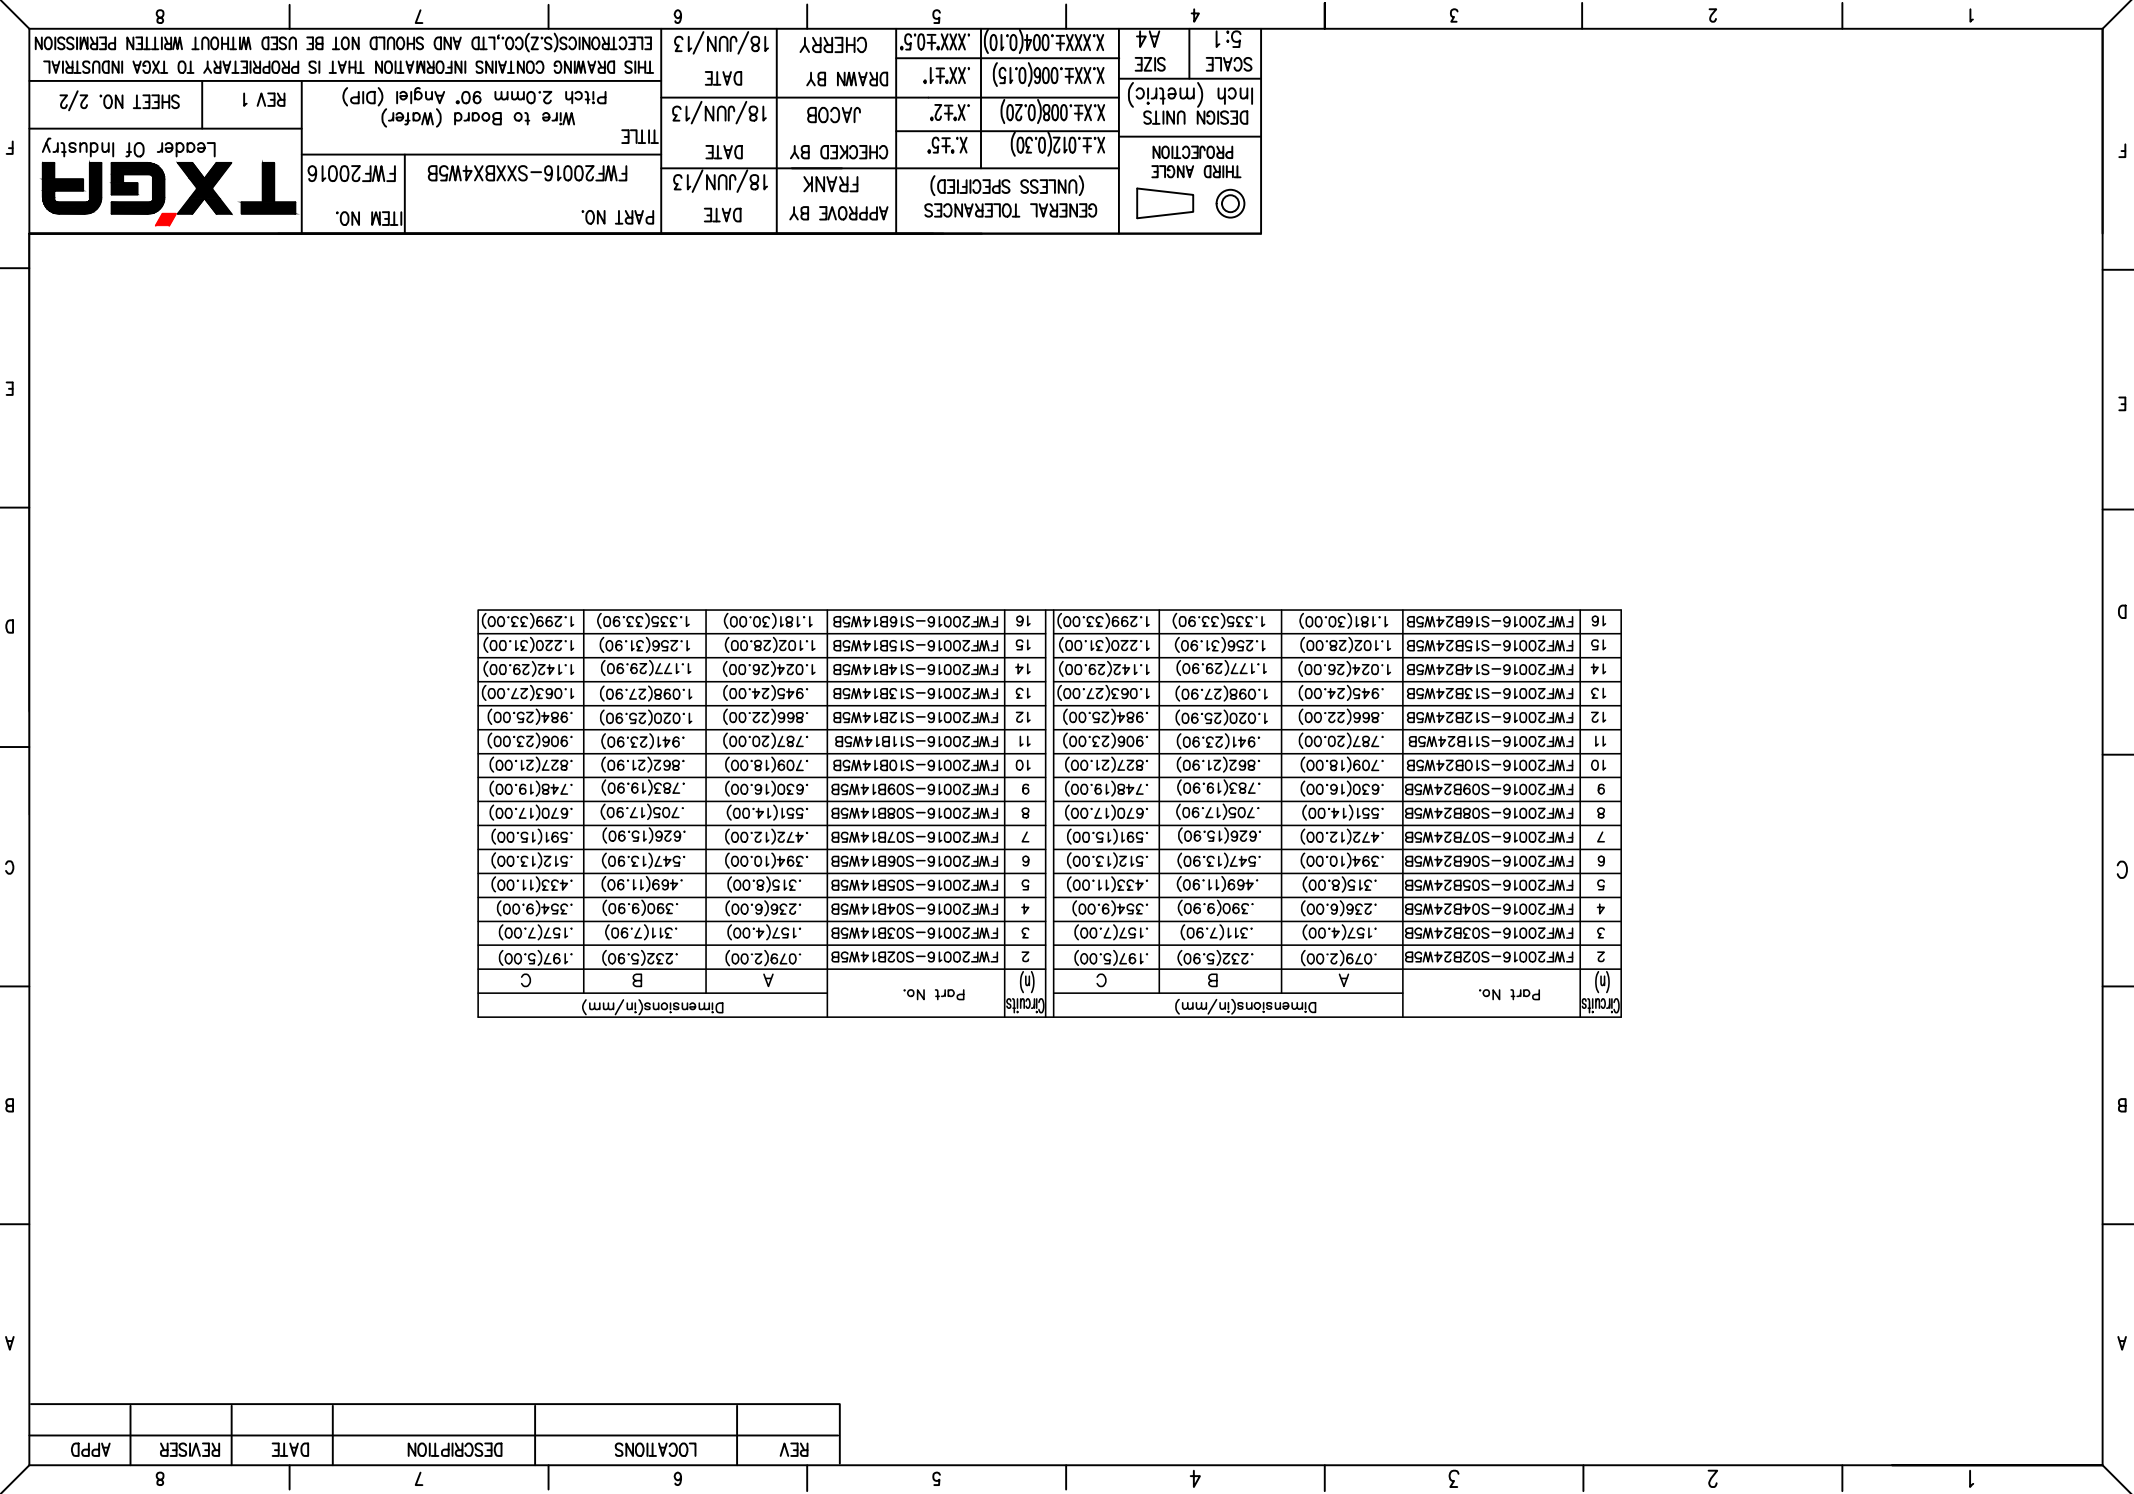 1 2 3 4 5 6 7 8
REV LOCATIONS DESCRIPTION DATE REVISER APPD
A A
B B
Circuits (n) Part No. Dimensions(in/mm) Circuits (n) Part No. Dimensions(in/mm)
A B C A B C
2 FWF20016-S02B24W5B .079(2.00) .232(5.90) .197(5.00) 2 FWF20016-S02B14W5B .079(2.00) .232(5.90) .197(5.00)
3 FWF20016-S03B24W5B .157(4.00) .311(7.90) .157(7.00) 3 FWF20016-S03B14W5B .157(4.00) .311(7.90) .157(7.00)
4 FWF20016-S04B24W5B .236(6.00) .390(9.90) .354(9.00) 4 FWF20016-S04B14W5B .236(6.00) .390(9.90) .354(9.00)
5 FWF20016-S05B24W5B .315(8.00) .469(11.90) .433(11.00) 5 FWF20016-S05B14W5B .315(8.00) .469(11.90) .433(11.00)
6 FWF20016-S06B24W5B .394(10.00) .547(13.90) .512(13.00) 6 FWF20016-S06B14W5B .394(10.00) .547(13.90) .512(13.00)
7 FWF20016-S07B24W5B .472(12.00) .626(15.90) .591(15.00) 7 FWF20016-S07B14W5B .472(12.00) .626(15.90) .591(15.00)
8 FWF20016-S08B24W5B .551(14.00) .705(17.90) .670(17.00) 8 FWF20016-S08B14W5B .551(14.00) .705(17.90) .670(17.00)
9 FWF20016-S09B24W5B .630(16.00) .783(19.90) .748(19.00) 9 FWF20016-S09B14W5B .630(16.00) .783(19.90) .748(19.00)
10 FWF20016-S10B24W5B .709(18.00) .862(21.90) .827(21.00) 10 FWF20016-S10B14W5B .709(18.00) .862(21.90) .827(21.00)
11 FWF20016-S11B24W5B .787(20.00) .941(23.90) .906(23.00) 11 FWF20016-S11B14W5B .787(20.00) .941(23.90) .906(23.00)
12 FWF20016-S12B24W5B .866(22.00) 1.020(25.90) .984(25.00) 12 FWF20016-S12B14W5B .866(22.00) 1.020(25.90) .984(25.00)
13 FWF20016-S13B24W5B .945(24.00) 1.098(27.90) 1.063(27.00) 13 FWF20016-S13B14W5B .945(24.00) 1.098(27.90) 1.063(27.00)
14 FWF20016-S14B24W5B 1.024(26.00) 1.177(29.90) 1.142(29.00) 14 FWF20016-S14B14W5B 1.024(26.00) 1.177(29.90) 1.142(29.00)
15 FWF20016-S15B24W5B 1.102(28.00) 1.256(31.90) 1.220(31.00) 15 FWF20016-S15B14W5B 1.102(28.00) 1.256(31.90) 1.220(31.00)
16 FWF20016-S16B24W5B 1.181(30.00) 1.335(33.90) 1.299(33.00) 16 FWF20016-S16B14W5B 1.181(30.00) 1.335(33.90) 1.299(33.00)
C C
D D
E E
F F
THIRD ANGLE
PROJECTION
DESIGN UNITS
Inch (metric)
SCALE SIZE
5:1 A4
GENERAL TOLERANCES
(UNLESS SPECIFIED)
X.±.012(0.30) X.°±5°
X.X±.008(0.20) .X°±2°
X.XX±.006(0.15) .XX°±1°
X.XXX±.004(0.10) .XXX°±0.5°
APPROVE BY DATE
FRANK 18/JUN/13
CHECKED BY DATE
JACOB 18/JUN/13
DRAWN BY DATE
CHERRY 18/JUN/13
PART NO. ITEM NO.
FWF20016-SXXBX4W5B FWF20016
TITLE
Wire to Board (Wafer)
Pitch 2.0mm 90° Angel (DIP)
TXGA
Leader Of Industry
REV 1 SHEET NO. 2/2
THIS DRAWING CONTAINS INFORMATION THAT IS PROPRIETARY TO TXGA INDUSTRIAL
ELECTRONICS(S.Z)CO.,LTD AND SHOULD NOT BE USED WITHOUT WRITTEN PERMISSION
1 2 3 4 5 6 7 8